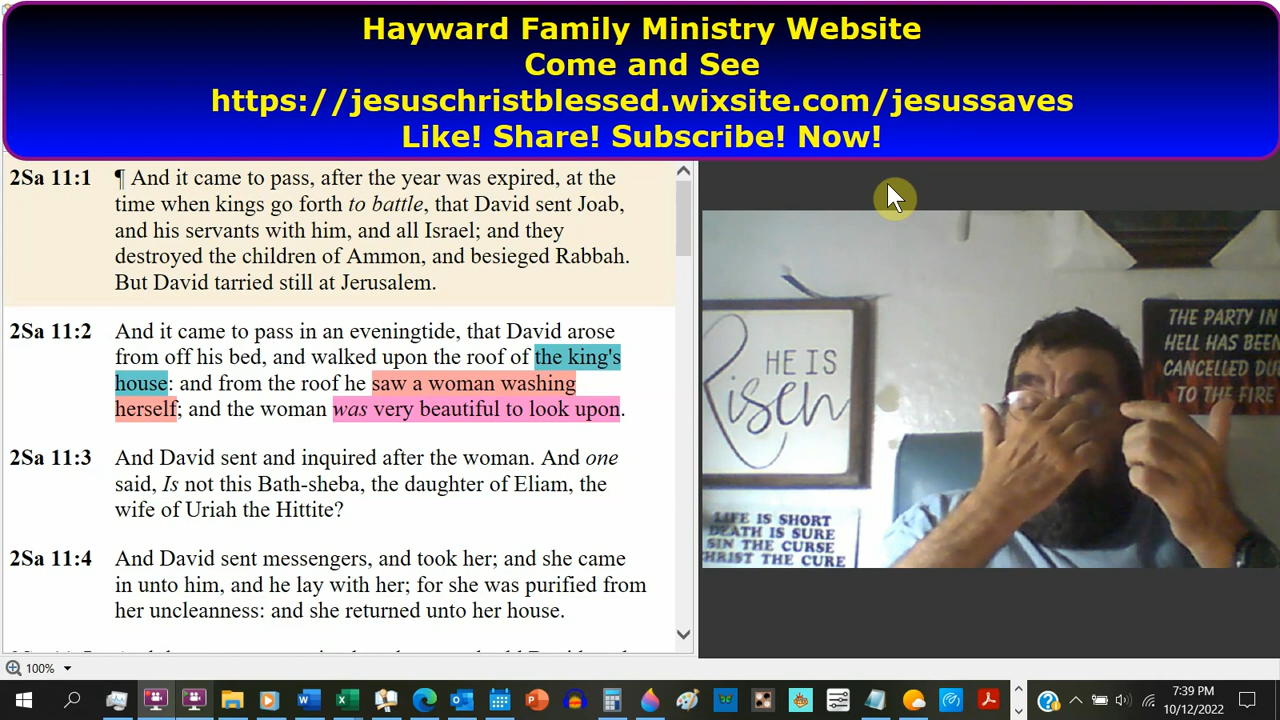 Hayward Family Ministry Website
Come and See
https://jesuschristblessed.wixsite.com/jesussaves
Like! Share! Subscribe! Now!
2Sa 11:1 ¶ And it came to pass, after the year was expired, at the
time when kings go forth to battle, that David sent Joab,
and his servants with him, and all Israel; and they
destroyed the children of Ammon, and besieged Rabbah.
But David tarried still at Jerusalem.
2Sa 11:2 And it came to pass in an eveningtide, that David arose
from off his bed, and walked upon the roof of the king's
house: and from the roof he saw a woman washing
herself; and the woman was very beautiful to look upon.
2Sa 11:3 And David sent and inquired after the woman. And one
said, Is not this Bath-sheba, the daughter of Eliam, the
wife of Uriah the Hittite?
2Sa 11:4 And David sent messengers, and took her; and she came
in unto him, and he lay with her; for she was purified from
her uncleanness: and she returned unto her house.
100%
HE IS
Risen
LIFE IS SHORT
DEATH IS SURE
SIN THE CURSE
CHRIST THE CURE
THE PARTY IN
HELL HAS BEEN
CANCELLED DUE
TO THE FIRE
7:39 PM
10/12/2022